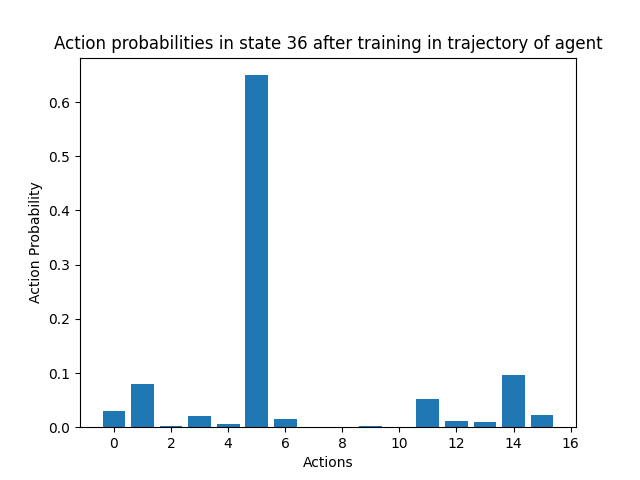 Action probabilities in state 36 after training in trajectory of agent
0.6
0.5
0.4
0.3
0.2
0.1
0.0
Action Probability
0 2 4 6 8 10 12 14 16
Actions